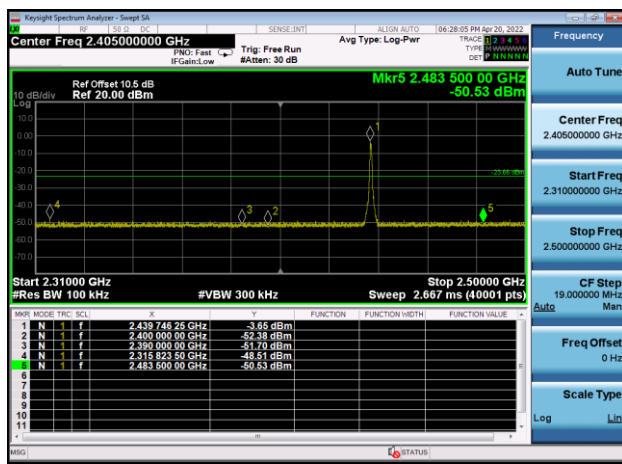 Keysight Spectrum Analyzer - Swept SA
RF 50 Ω DC SENSE:INT ALIGN AUTO 06:28:05 PM Apr 20, 2022
Center Freq 2.405000000 GHz
PNO: Fast
IFGain:Low
Trig: Free Run
#Atten: 30 dB
Avg Type: Log-Pwr
TRACE 1 2 3 4 5 6
TYPE M WWWWW
DET P N N N N N
Ref Offset 10.5 dB
10 dB/div Ref 20.00 dBm
Log
Mkr5 2.483 500 00 GHz
-50.53 dBm
10.0
0.00
-10.0
-20.0
-30.0
-40.0
-50.0
-60.0
-70.0
1
-23.65 dBm
4
3
2
5
Start 2.31000 GHz Stop 2.50000 GHz
#Res BW 100 kHz #VBW 300 kHz Sweep 2.667 ms (40001 pts)
MKR MODE TRC SCL X Y FUNCTION FUNCTION WIDTH FUNCTION VALUE
1 N 1 f 2.439 746 25 GHz -3.65 dBm
2 N 1 f 2.400 000 00 GHz -52.38 dBm
3 N 1 f 2.390 000 00 GHz -51.70 dBm
4 N 1 f 2.315 823 50 GHz -48.51 dBm
5 N 1 f 2.483 500 00 GHz -50.53 dBm
6
7
8
9
10
11
MSG STATUS
Frequency
Auto Tune
Center Freq
2.405000000 GHz
Start Freq
2.310000000 GHz
Stop Freq
2.500000000 GHz
CF Step
19.000000 MHz
Auto Man
Freq Offset
0 Hz
Scale Type
Log Lin